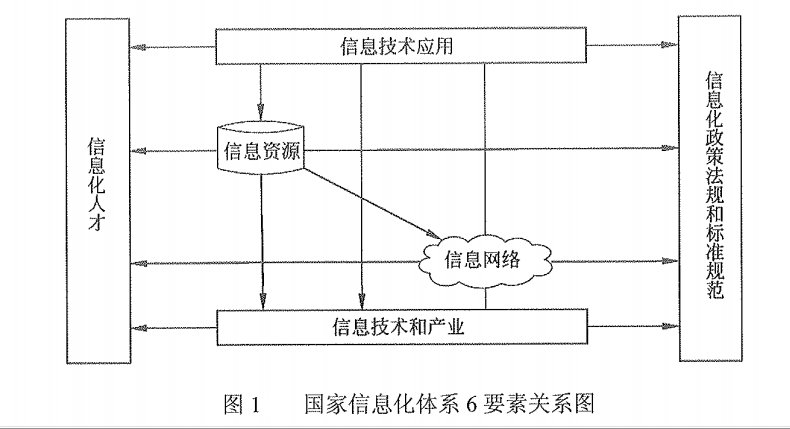 信息技术应用
信息化人才
信息资源
信息网络
信息技术和产业
信息化政策法规和标准规范
图1 国家信息化体系6要素关系图